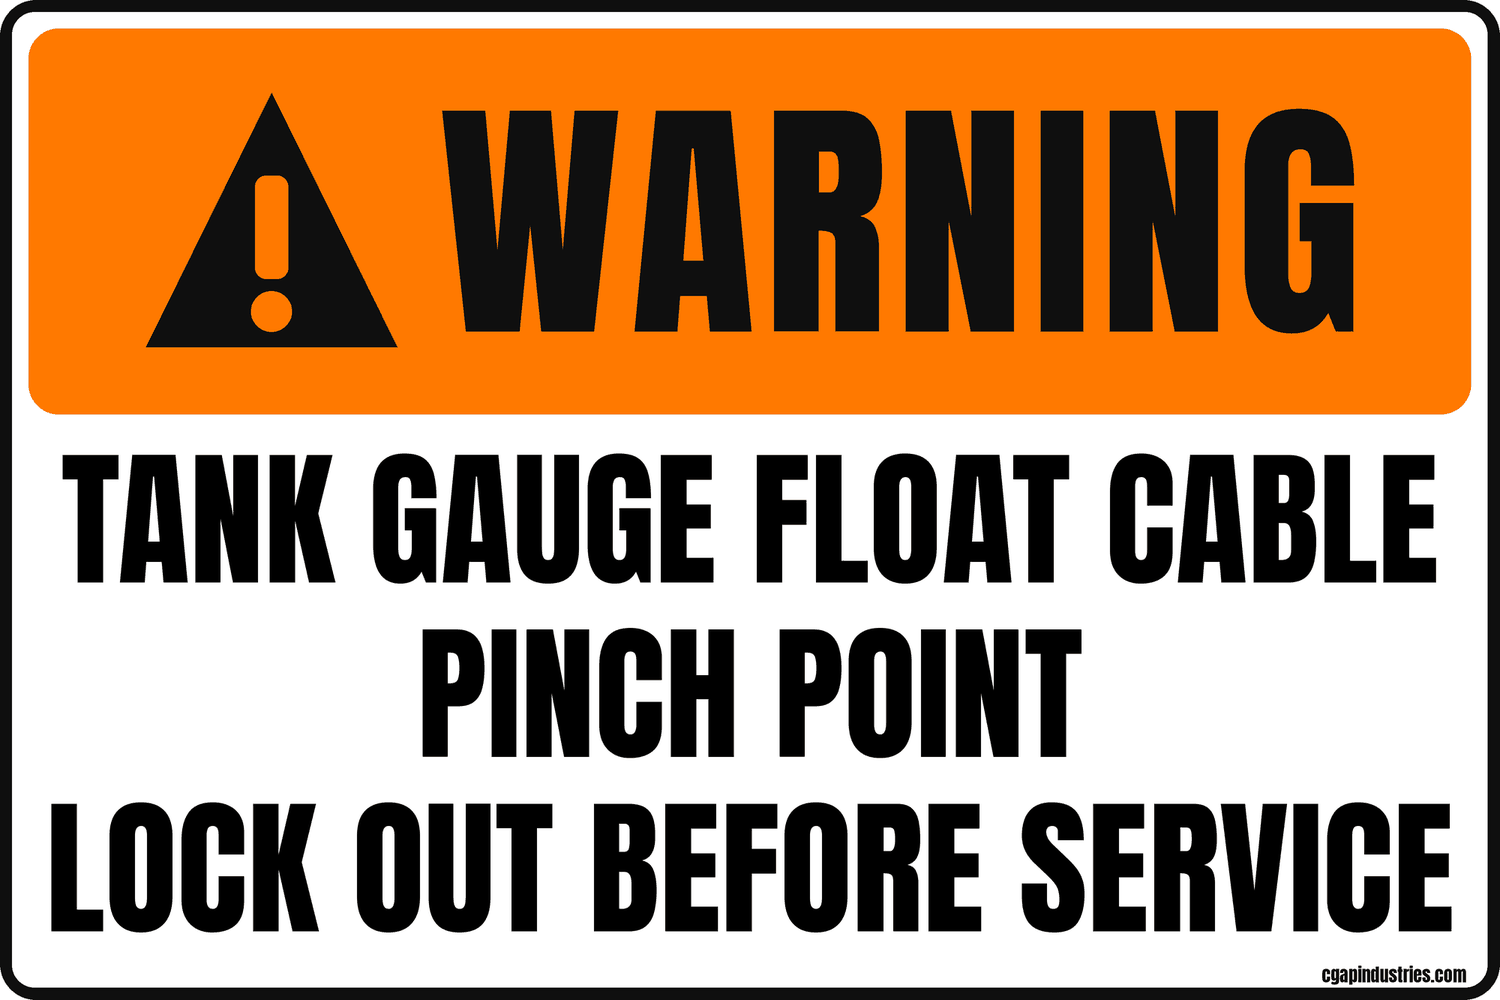 WARNING
TANK GAUGE FLOAT CABLE
PINCH POINT
LOCK OUT BEFORE SERVICE
cgapindustries.com